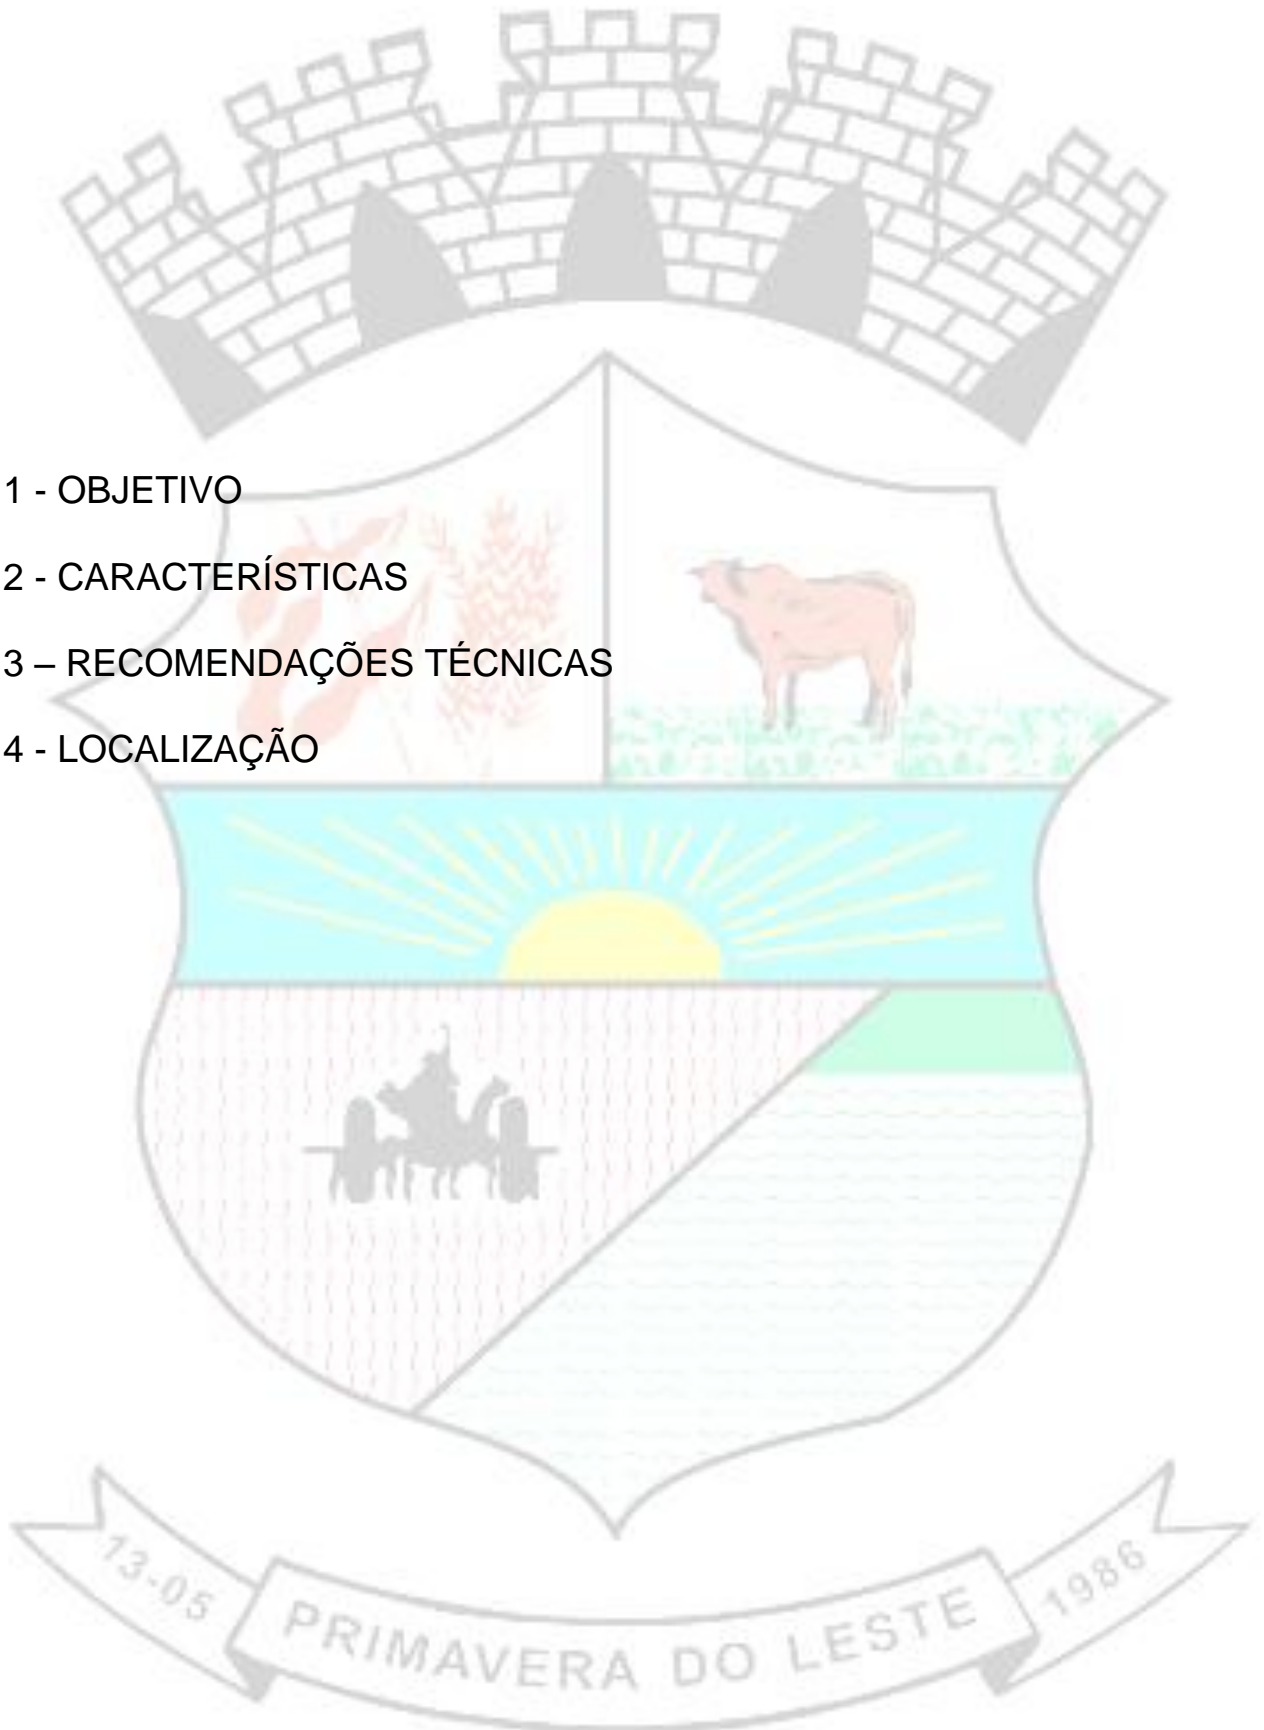 1 - OBJETIVO
2 - CARACTERÍSTICAS
3 – RECOMENDAÇÕES TÉCNICAS
4 - LOCALIZAÇÃO
13-05 PRIMAVERA DO LESTE 1986